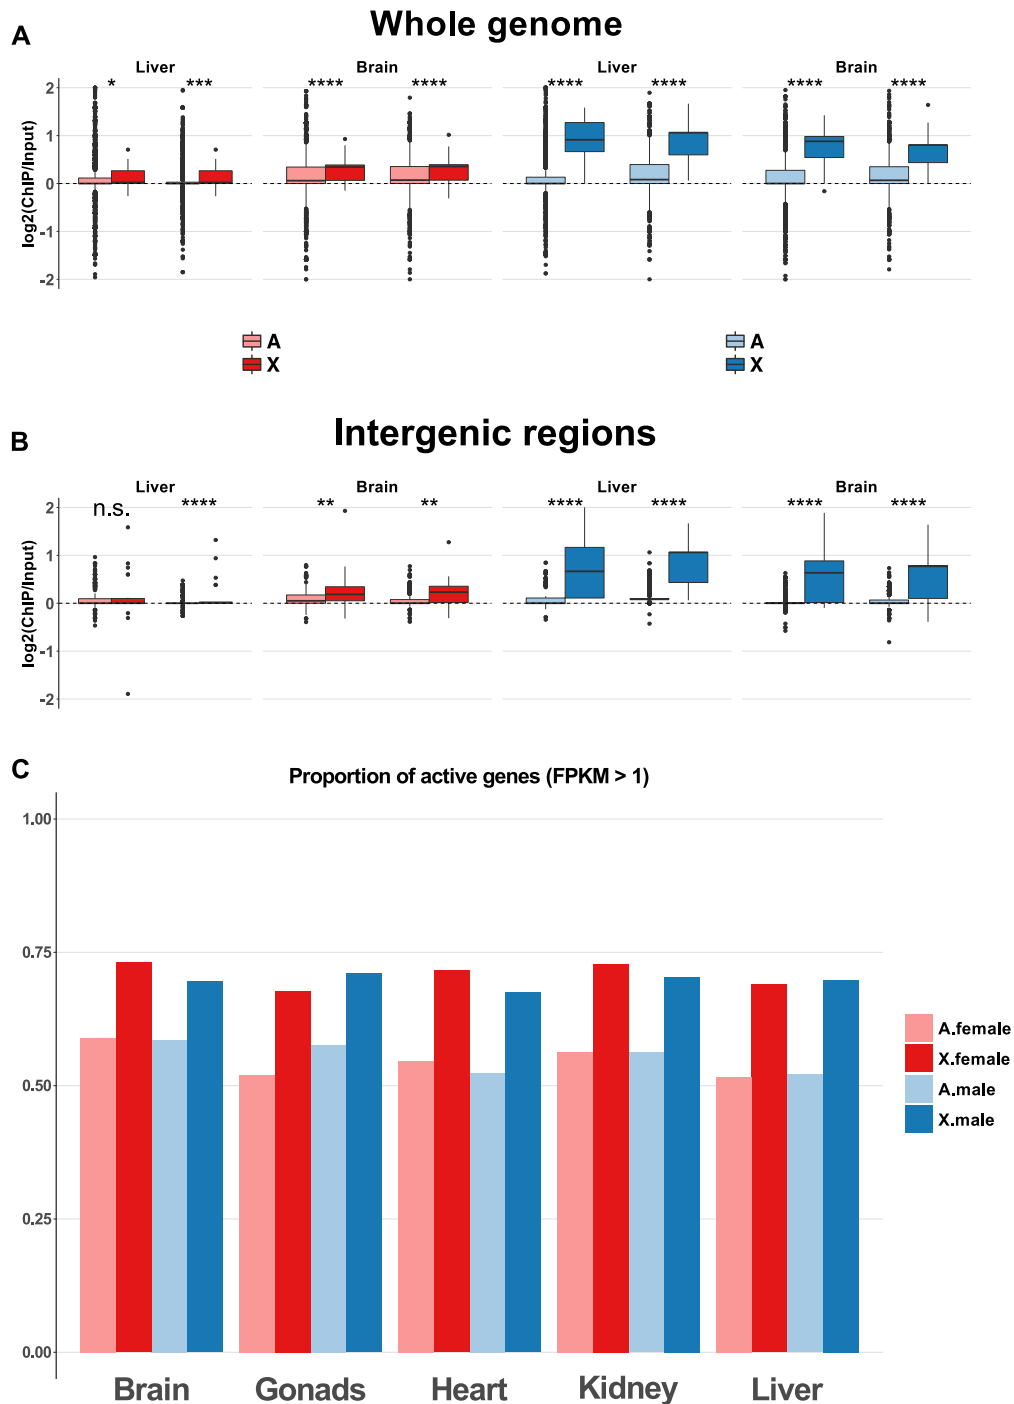 A
Whole genome
Liver
Brain
Liver
Brain
* *** **** **** **** **** **** ****
log2(ChIP/Input)
2
1
0
-1
-2
A
X
A
X
B
Intergenic regions
Liver
Brain
Liver
Brain
n.s. **** ** ** **** **** **** ****
log2(ChIP/Input)
2
1
0
-1
-2
C
Proportion of active genes (FPKM > 1)
1.00
0.75
0.50
0.25
0.00
A.female
X.female
A.male
X.male
Brain
Gonads
Heart
Kidney
Liver